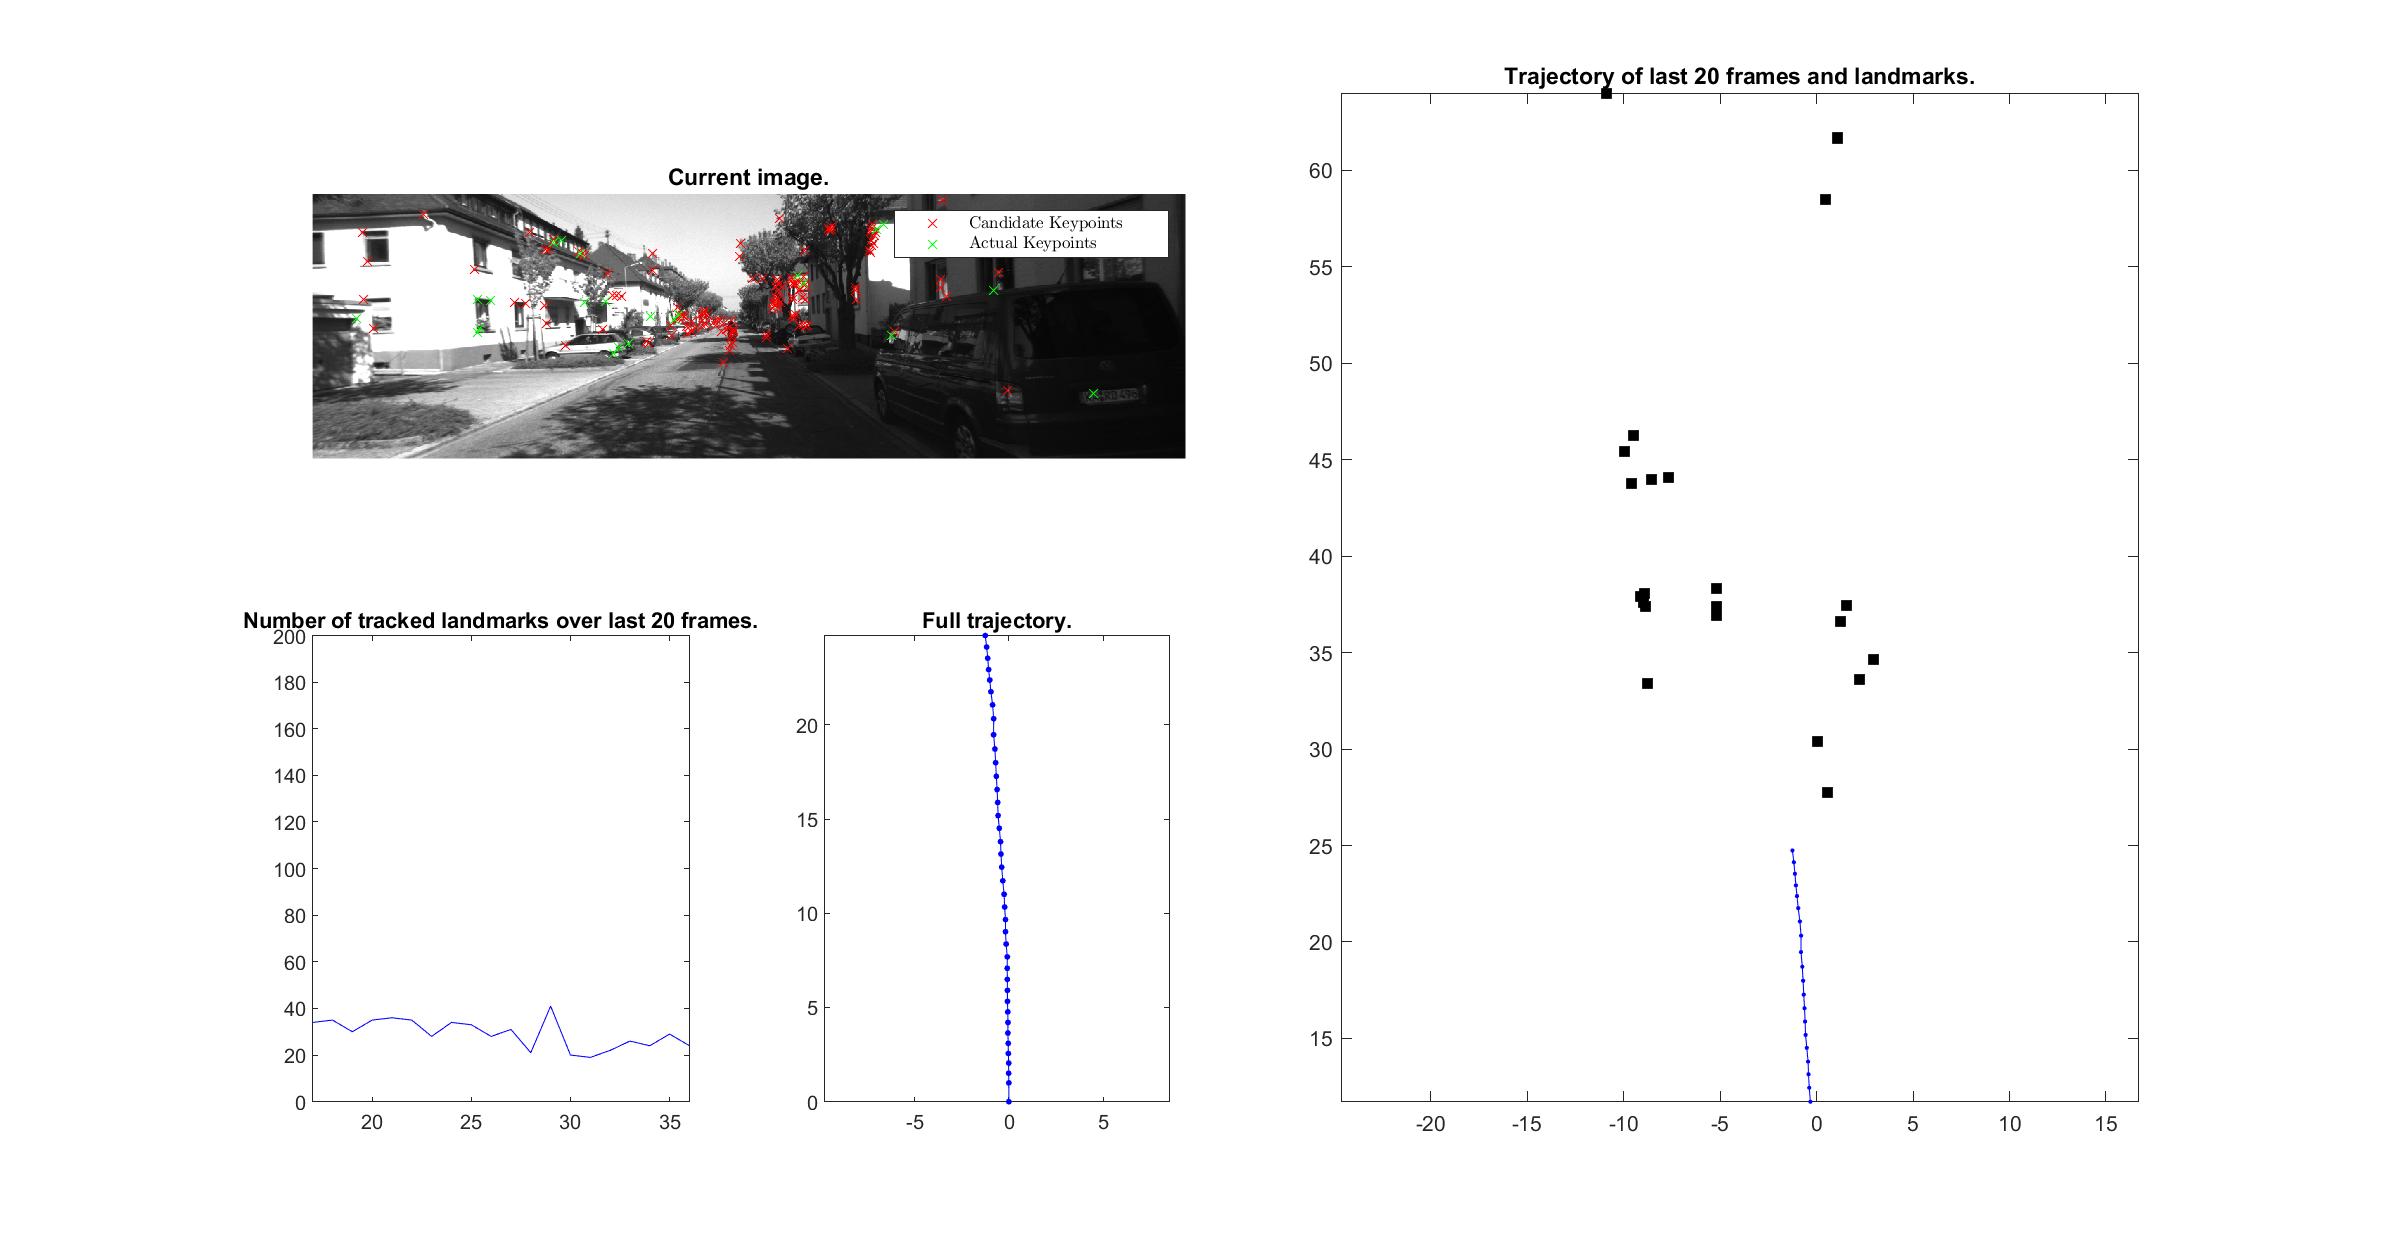 Trajectory of last 20 frames and landmarks.
Current image.
Candidate Keypoints
Actual Keypoints
60
55
50
45
40
35
30
25
20
15
-20 -15 -10 -5 0 5 10 15
Number of tracked landmarks over last 20 frames.
200
180
160
140
120
100
80
60
40
20
0
20 25 30 35
Full trajectory.
20
15
10
5
0
-5 0 5